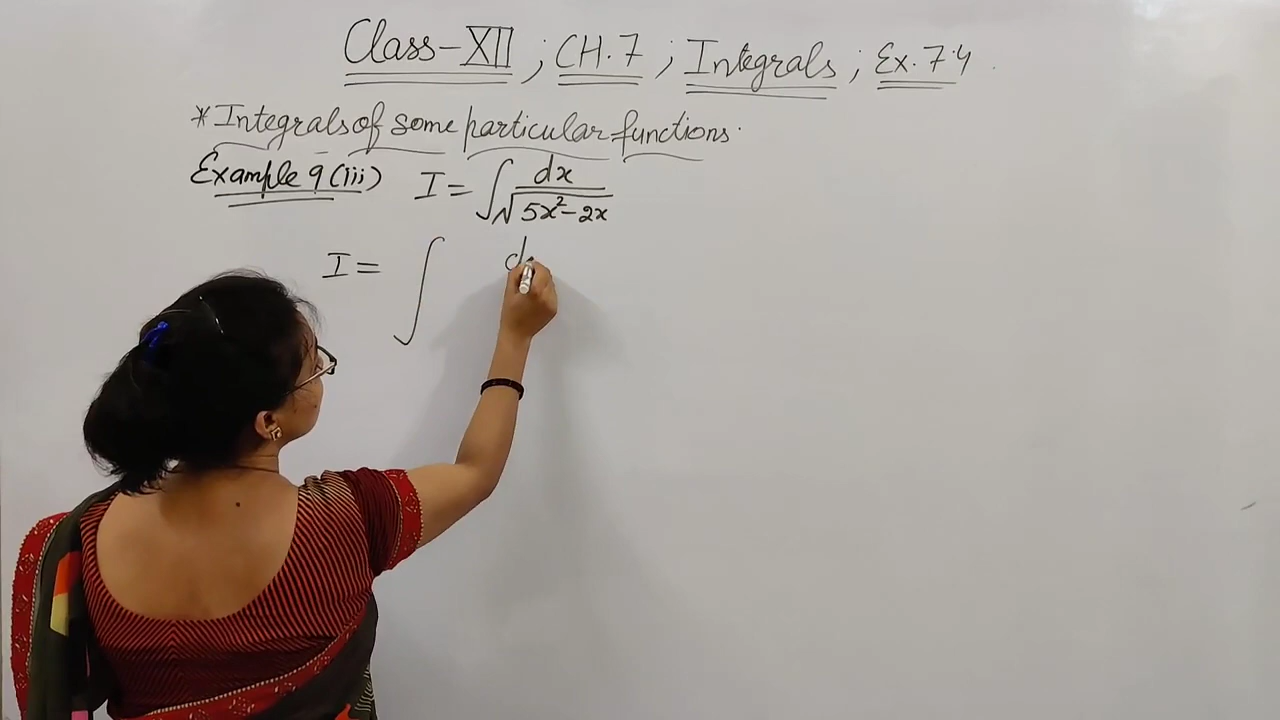 Class-XII ; CH.7 ; Integrals ; Ex. 7.4
*Integrals of some particular functions.
Example 9 (iii) I = ∫ dx / √(5x²-2x)
I = ∫ dx